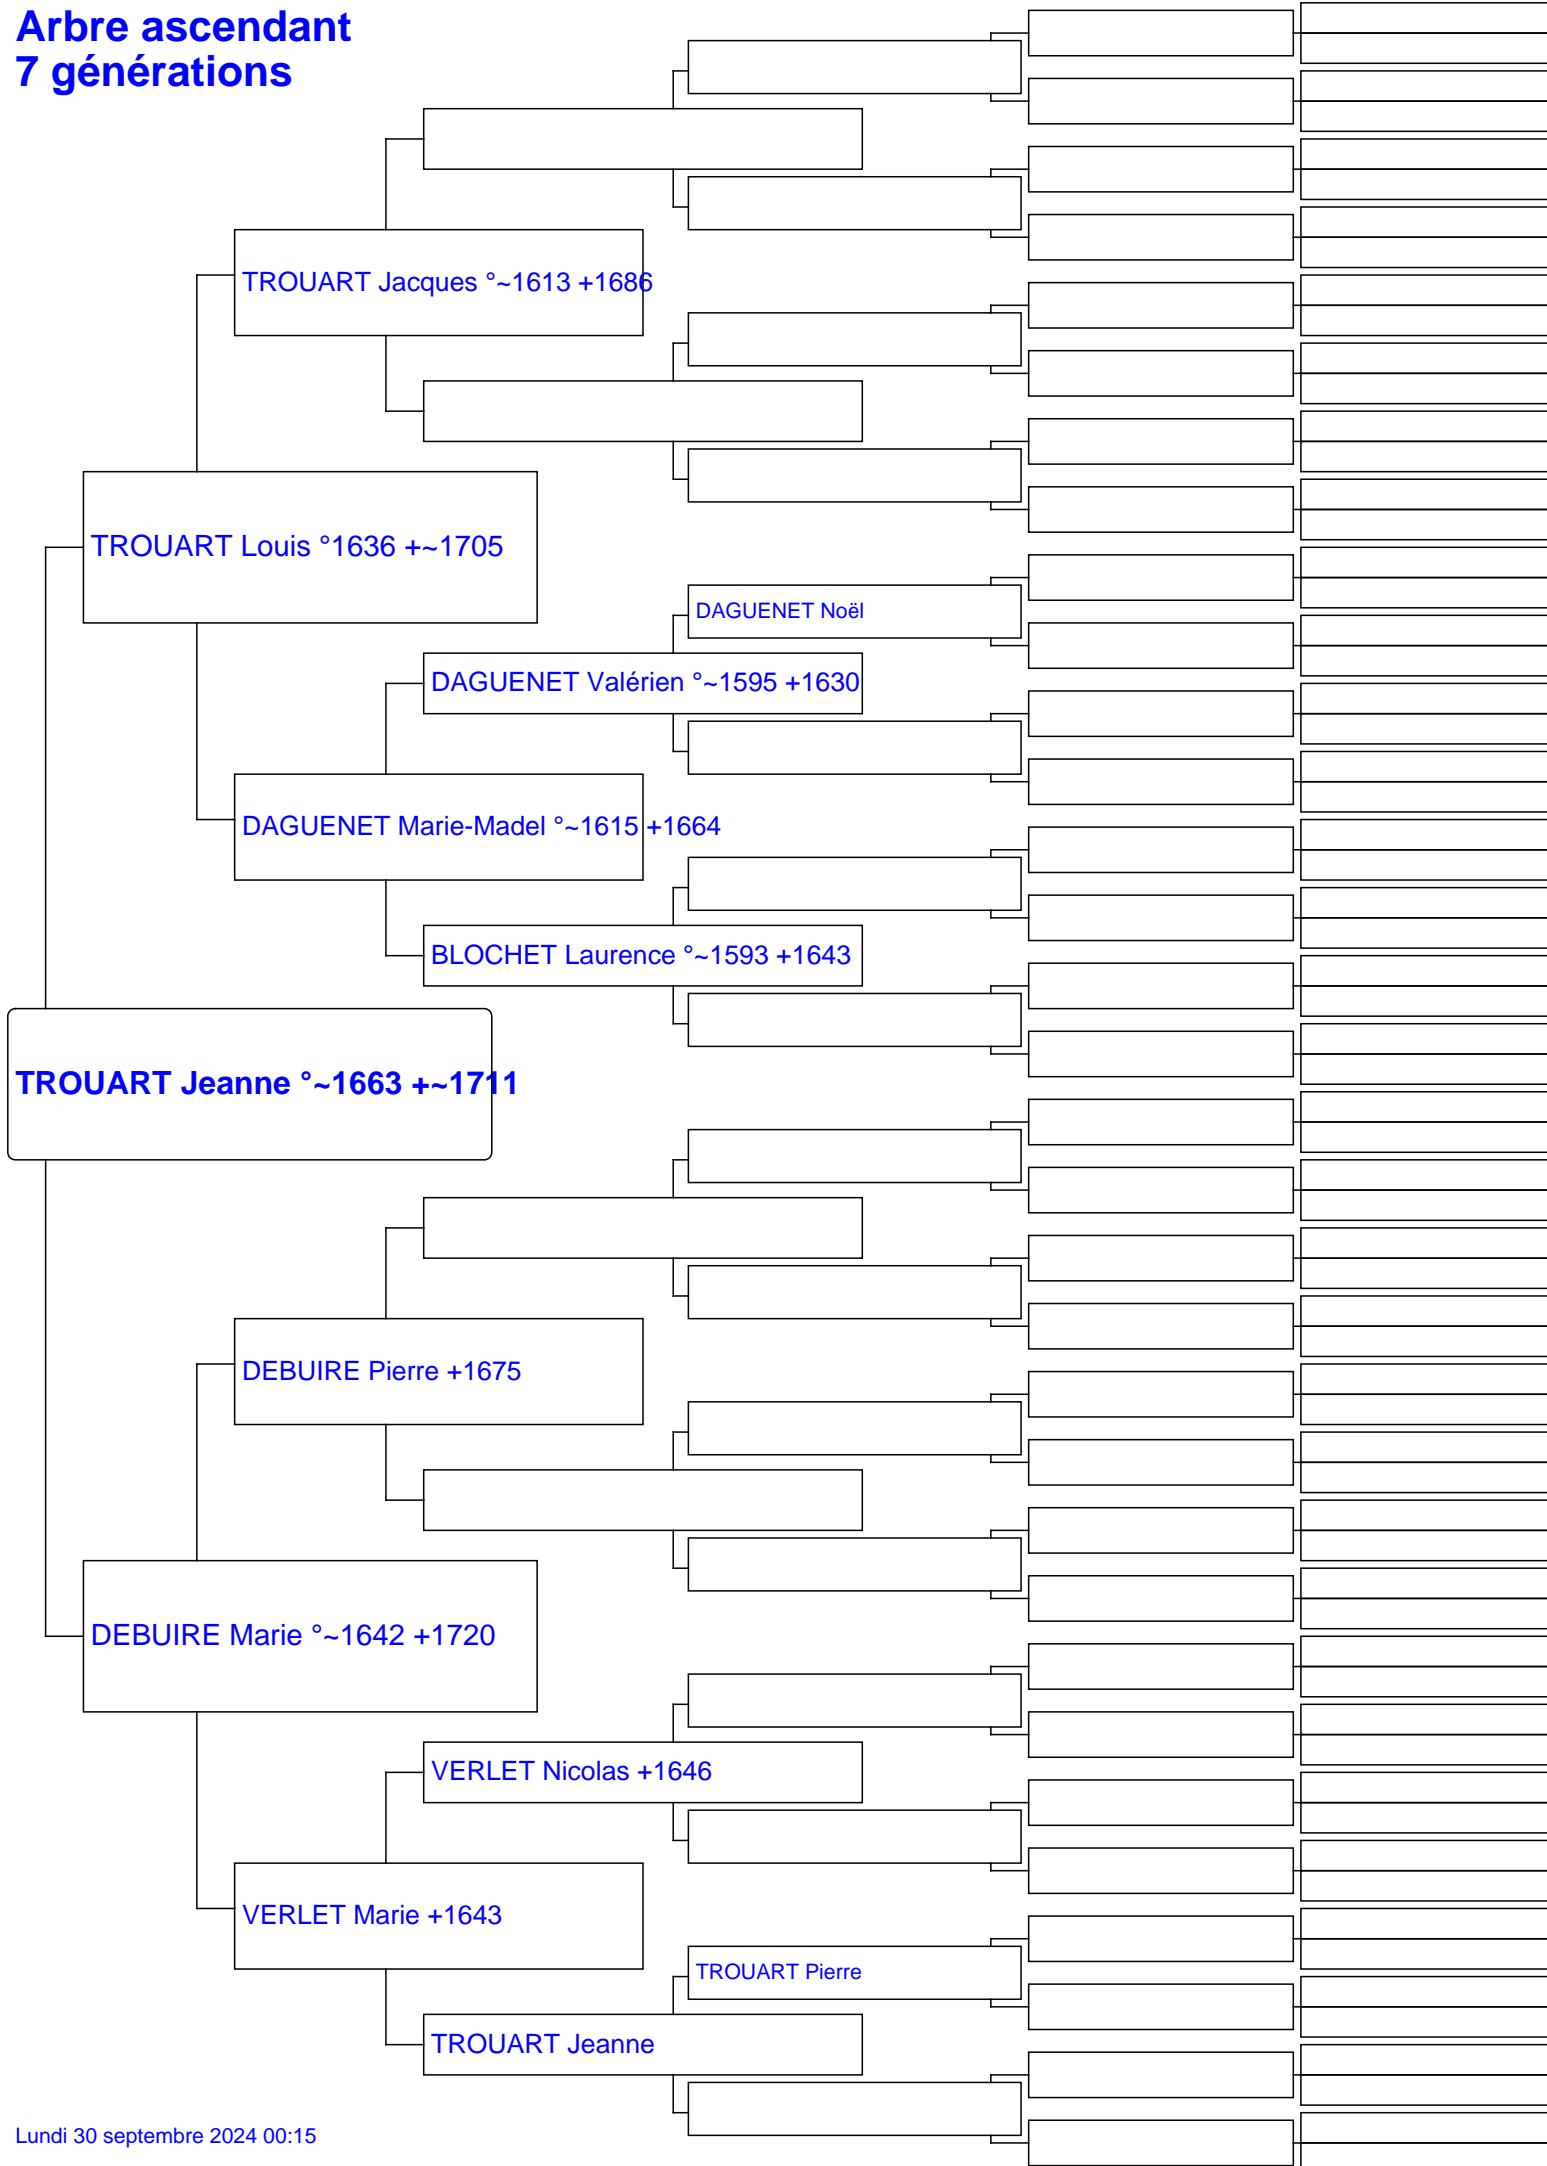 Arbre ascendant
7 générations
TROUART Jacques °~1613 +1686
TROUART Louis °1636 +~1705
DAGUENET Noël
DAGUENET Valérien °~1595 +1630
DAGUENET Marie-Madel °~1615 +1664
BLOCHET Laurence °~1593 +1643
TROUART Jeanne °~1663 +~1711
DEBUIRE Pierre +1675
DEBUIRE Marie °~1642 +1720
VERLET Nicolas +1646
VERLET Marie +1643
TROUART Pierre
TROUART Jeanne
Lundi 30 septembre 2024 00:15